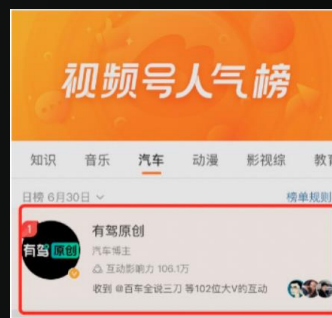 视频号人气榜
知识 音乐 汽车 动漫 影视综 教育
日榜 6月30日 榜单规则
1
有驾 原创
有驾原创
汽车博主
互动影响力 106.1万
收到 @百车全说三刀 等102位大V的互动